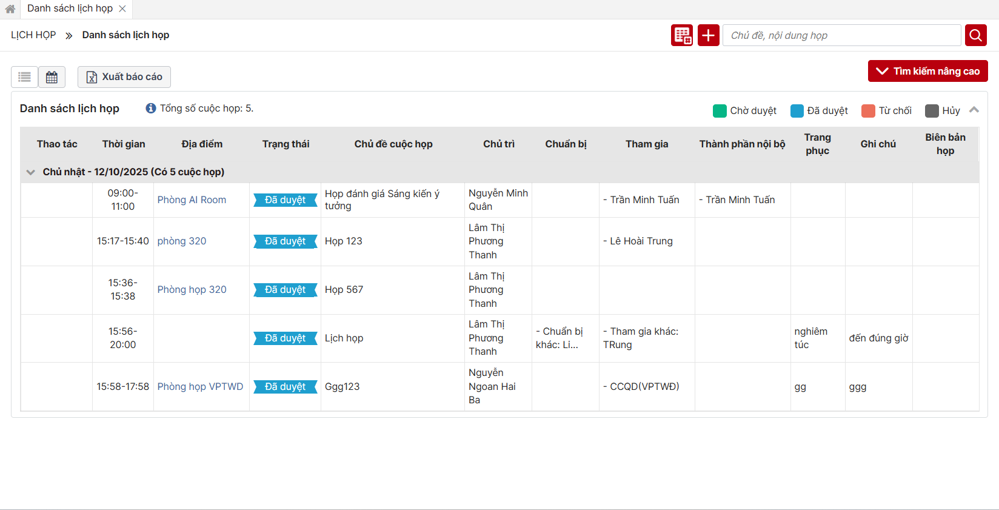 Danh sách lịch họp
LỊCH HỌP » Danh sách lịch họp
Chủ đề, nội dung họp
Xuất báo cáo
Tìm kiếm nâng cao
Danh sách lịch họp
Tổng số cuộc họp: 5.
Chờ duyệt
Đã duyệt
Từ chối
Hủy
Thao tác
Thời gian
Địa điểm
Trạng thái
Chủ đề cuộc họp
Chủ trì
Chuẩn bị
Tham gia
Thành phần nội bộ
Trang
phục
Ghi chú
Biên bản
họp
Chủ nhật - 12/10/2025 (Có 5 cuộc họp)
09:00-
11:00
Phòng AI Room
Đã duyệt
Họp đánh giá Sáng kiến ý
tưởng
Nguyễn Minh
Quân
- Trần Minh Tuấn
- Trần Minh Tuấn
15:17-15:40
phòng 320
Đã duyệt
Họp 123
Lâm Thị
Phương
Thanh
- Lê Hoài Trung
15:36-
15:38
Phòng họp 320
Đã duyệt
Họp 567
Lâm Thị
Phương
Thanh
15:56-
20:00
Đã duyệt
Lịch họp
Lâm Thị
Phương
Thanh
- Chuẩn bị
khác: Li...
- Tham gia khác:
TRung
nghiêm
túc
đến đúng giờ
15:58-17:58
Phòng họp VPTWD
Đã duyệt
Ggg123
Nguyễn
Ngoan Hai
Ba
- CCQD(VPTWĐ)
gg
ggg